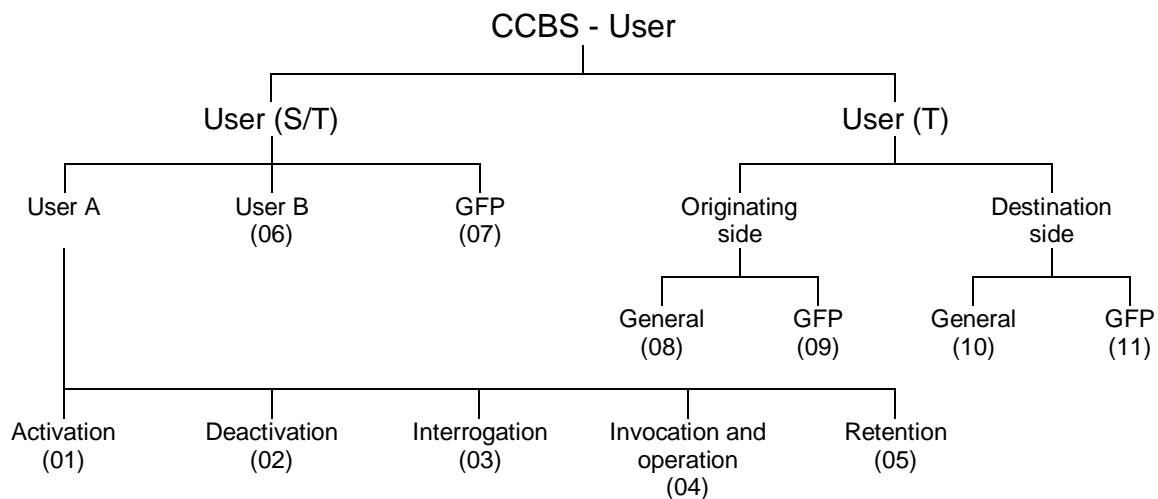 CCBS - User
User (S/T)
User (T)
User A
User B
(06)
GFP
(07)
Originating
side
Destination
side
General
(08)
GFP
(09)
General
(10)
GFP
(11)
Activation
(01)
Deactivation
(02)
Interrogation
(03)
Invocation and
operation
(04)
Retention
(05)